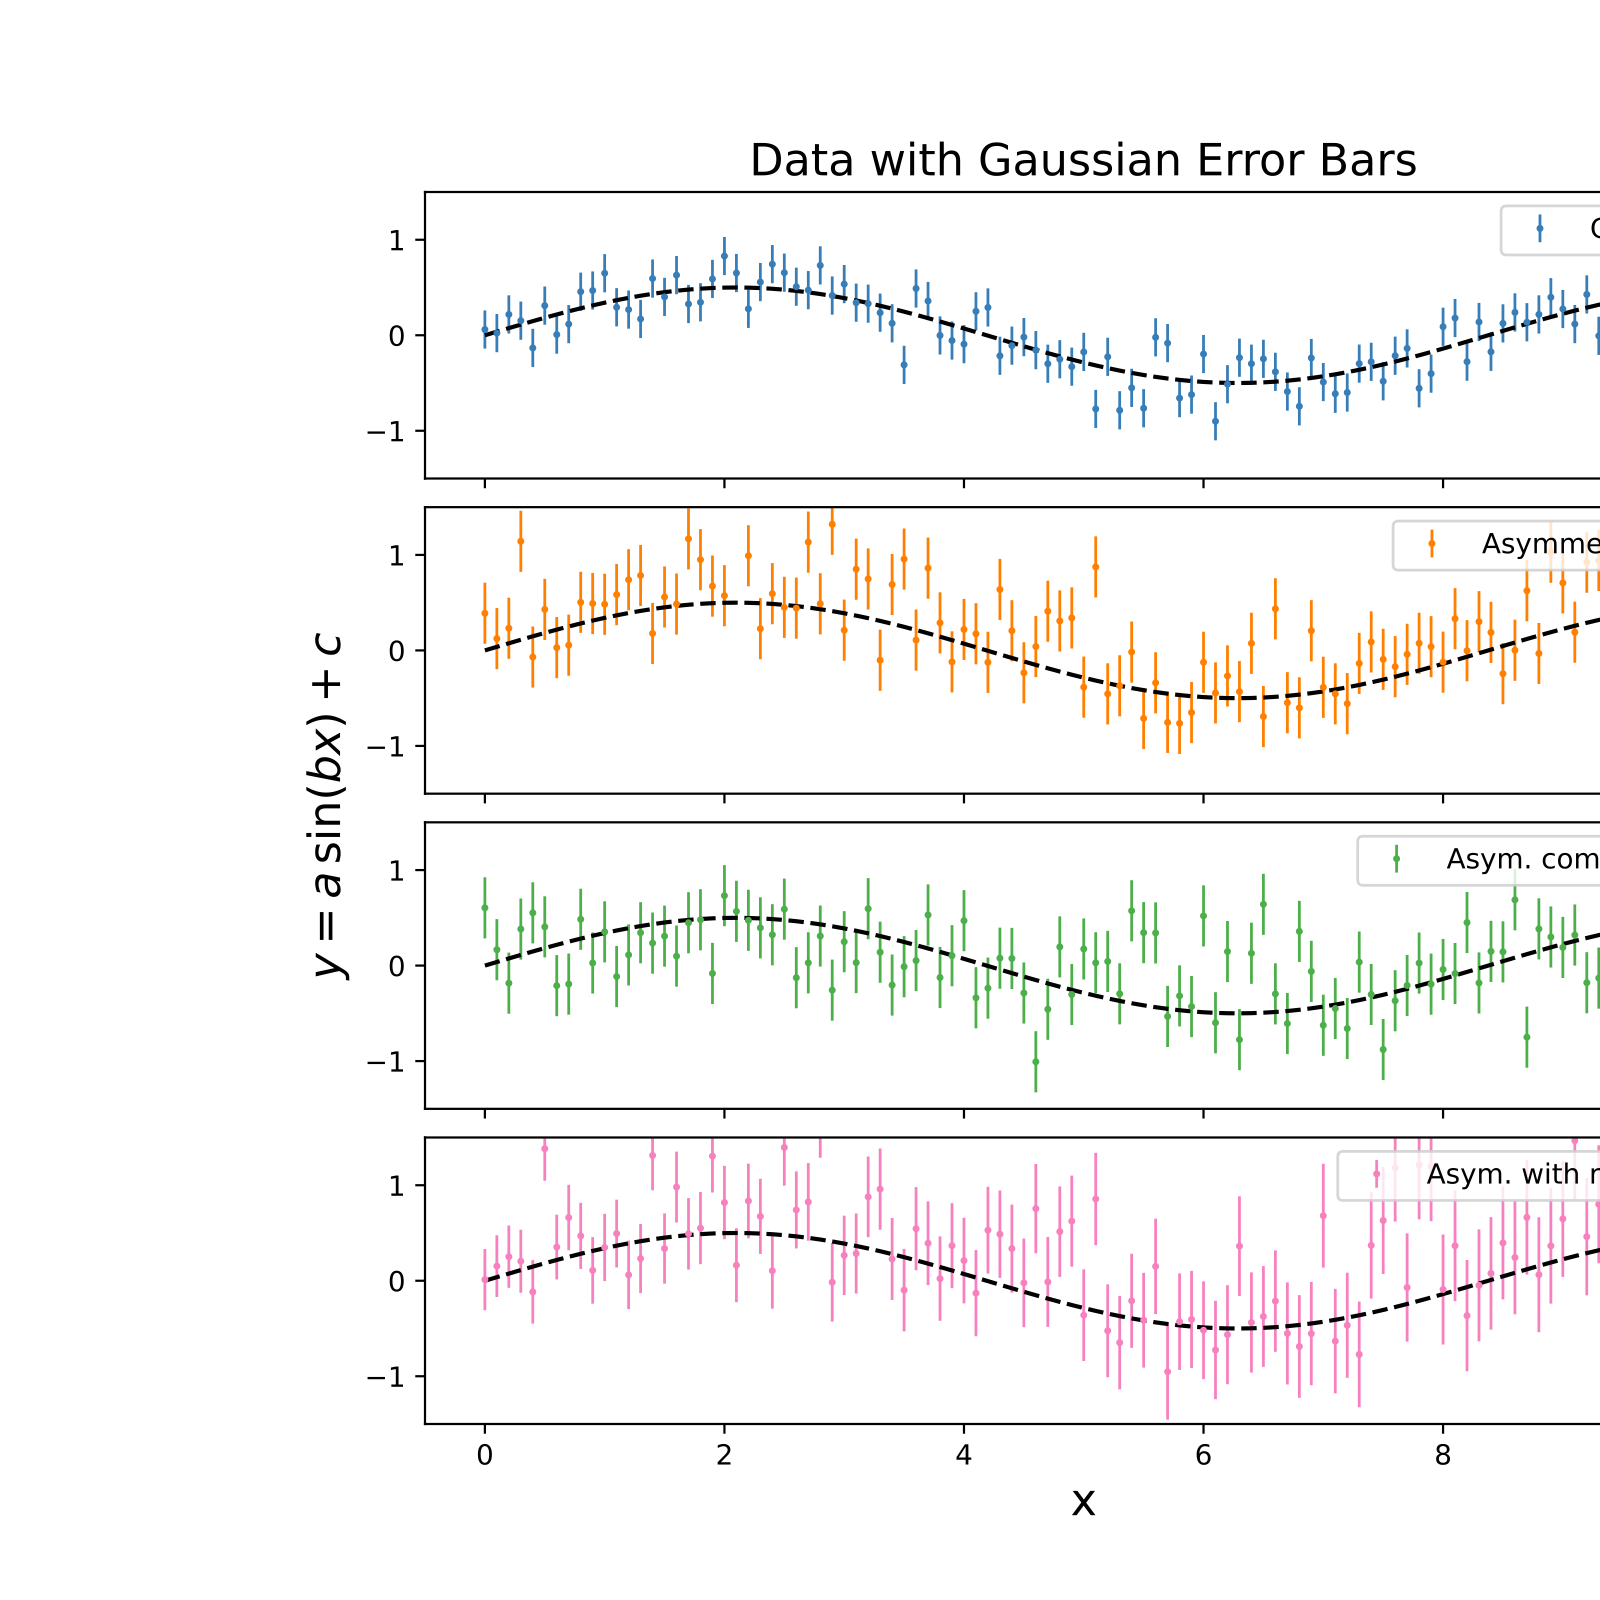 Data with Gaussian Error Bars
1
0
−1
Asymme
1
0
−1
y = a sin(bx) + c
Asym. com
1
0
−1
Asym. with
1
0
−1
0 2 4 6 8
x